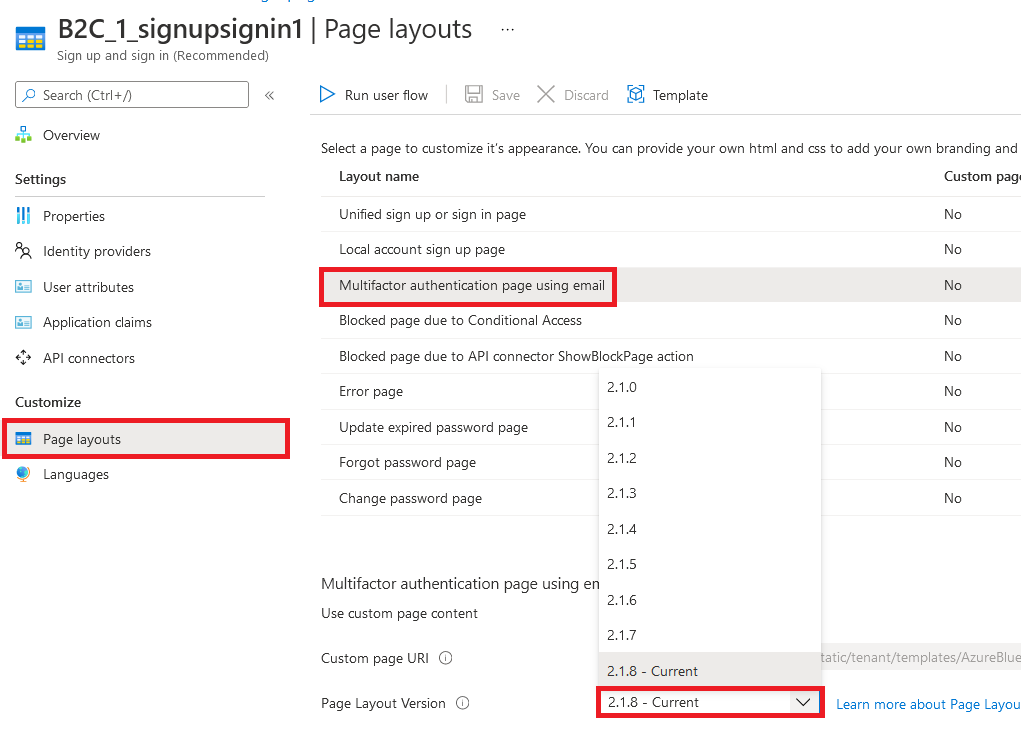 B2C_1_signupsignin1 | Page layouts ...
Sign up and sign in (Recommended)
Search (Ctrl+/) «
Run user flow Save Discard Template
Overview
Select a page to customize it's appearance. You can provide your own html and css to add your own branding and
Settings
Layout name Custom page
Properties
Unified sign up or sign in page No
Identity providers
Local account sign up page No
User attributes
Multifactor authentication page using email No
Application claims
Blocked page due to Conditional Access No
API connectors
Blocked page due to API connector ShowBlockPage action No
Customize
Error page 2.1.0 No
Page layouts
Update expired password page 2.1.1 No
Languages
Forgot password page 2.1.2 No
Change password page 2.1.3 No
2.1.4
2.1.5
Multifactor authentication page using em
2.1.6
Use custom page content
2.1.7
Custom page URI tatic/tenant/templates/AzureBlue
2.1.8 - Current
Page Layout Version 2.1.8 - Current Learn more about Page Layou